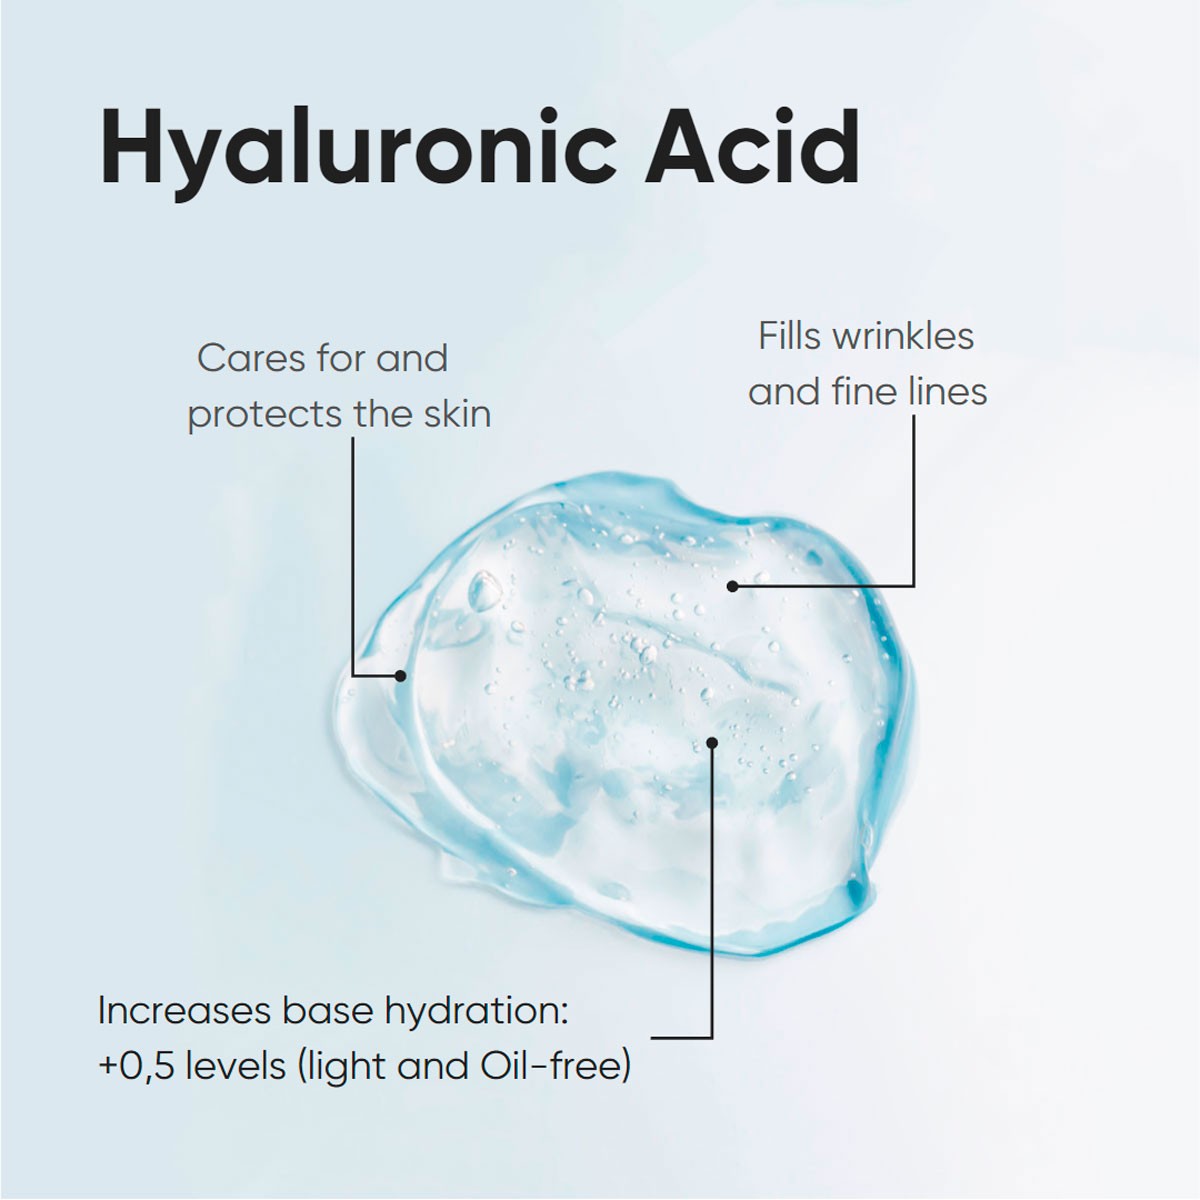 Hyaluronic Acid
Cares for and
protects the skin
Fills wrinkles
and fine lines
Increases base hydration:
+0,5 levels (light and Oil-free)